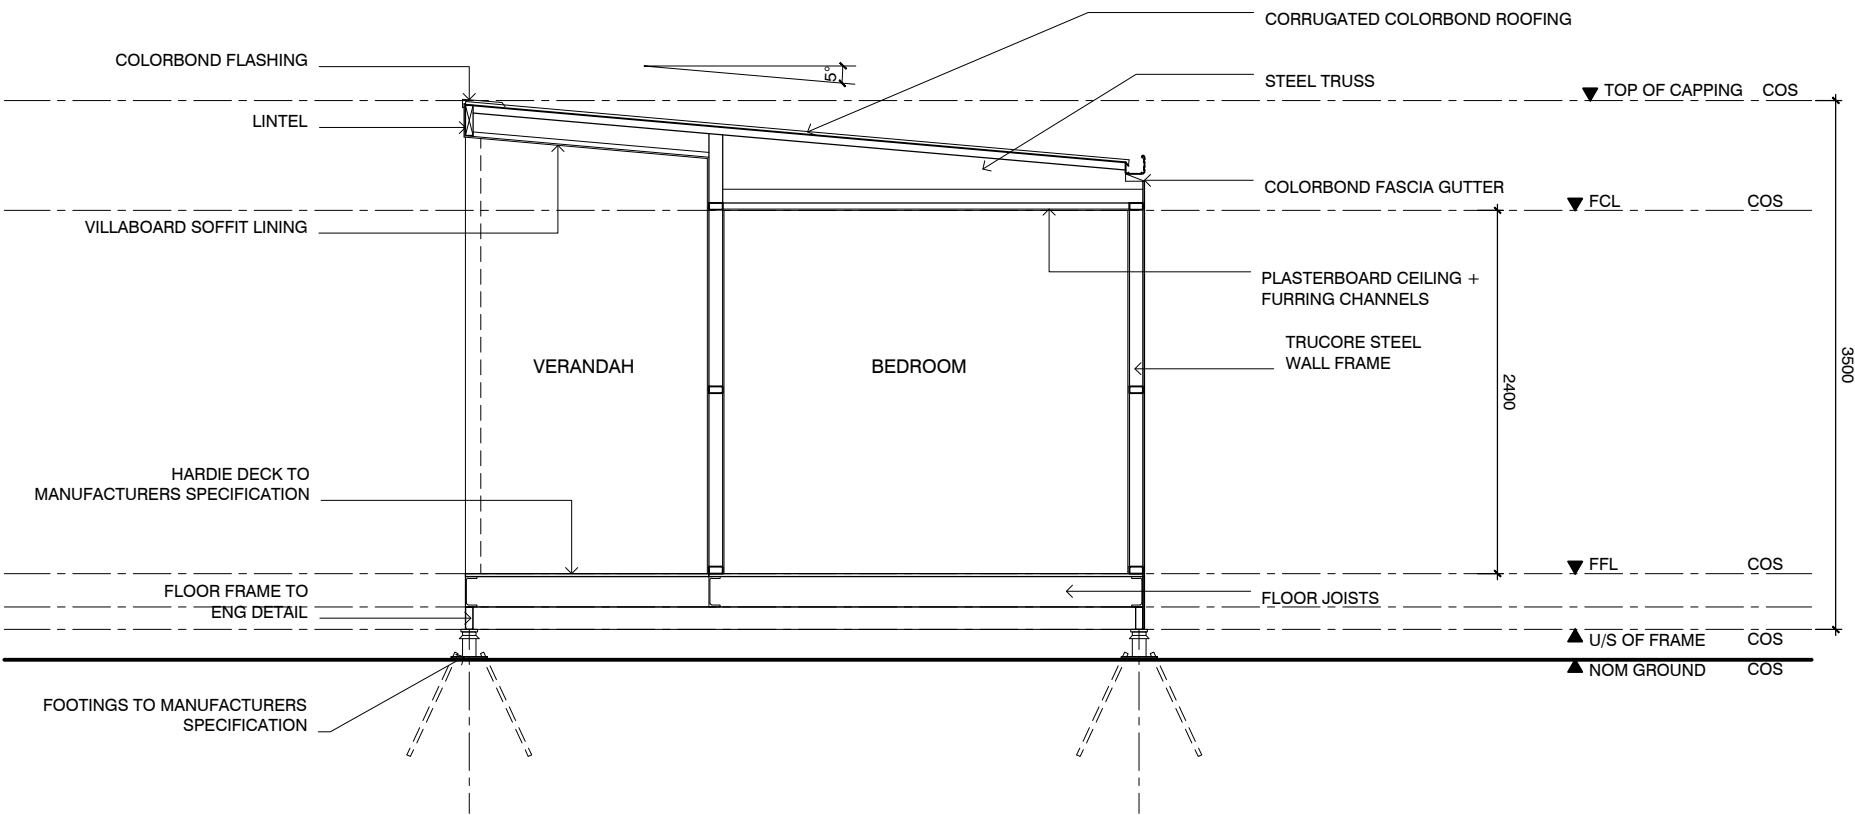 CORRUGATED COLORBOND ROOFING
COLORBOND FLASHING
5°
STEEL TRUSS
TOP OF CAPPING COS
LINTEL
COLORBOND FASCIA GUTTER
FCL COS
VILLABOARD SOFFIT LINING
PLASTERBOARD CEILING +
FURRING CHANNELS
TRUCORE STEEL
WALL FRAME
VERANDAH
BEDROOM
2400
3500
HARDIE DECK TO
MANUFACTURERS SPECIFICATION
FFL COS
FLOOR FRAME TO
ENG DETAIL
FLOOR JOISTS
U/S OF FRAME COS
NOM GROUND COS
FOOTINGS TO MANUFACTURERS
SPECIFICATION